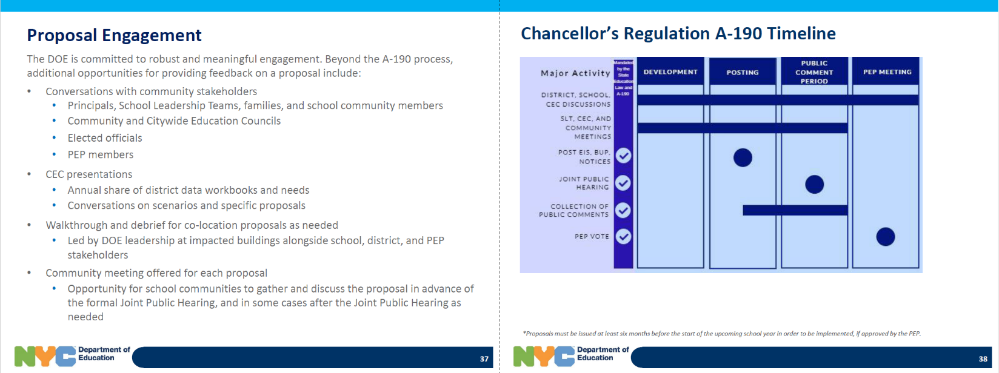 Proposal Engagement
The DOE is committed to robust and meaningful engagement. Beyond the A-190 process,
additional opportunities for providing feedback on a proposal include:
• Conversations with community stakeholders
• Principals, School Leadership Teams, families, and school community members
• Community and Citywide Education Councils
• Elected officials
• PEP members
• CEC presentations
• Annual share of district data workbooks and needs
• Conversations on scenarios and specific proposals
• Walkthrough and debrief for co-location proposals as needed
• Led by DOE leadership at impacted buildings alongside school, district, and PEP
stakeholders
• Community meeting offered for each proposal
• Opportunity for school communities to gather and discuss the proposal in advance of
the formal Joint Public Hearing, and in some cases after the Joint Public Hearing as
needed
NYC Department of
Education
37
Chancellor's Regulation A-190 Timeline
Major Activity
Mandated
by the
State
Education
Law and
A-190
DEVELOPMENT
POSTING
PUBLIC
COMMENT
PERIOD
PEP MEETING
DISTRICT, SCHOOL,
CEC DISCUSSIONS
SLT, CEC, AND
COMMUNITY
MEETINGS
POST EIS, BUP,
NOTICES
JOINT PUBLIC
HEARING
COLLECTION OF
PUBLIC COMMENTS
PEP VOTE
*Proposals must be issued at least six months before the start of the upcoming school year in order to be implemented, if approved by the PEP.
NYC Department of
Education
38